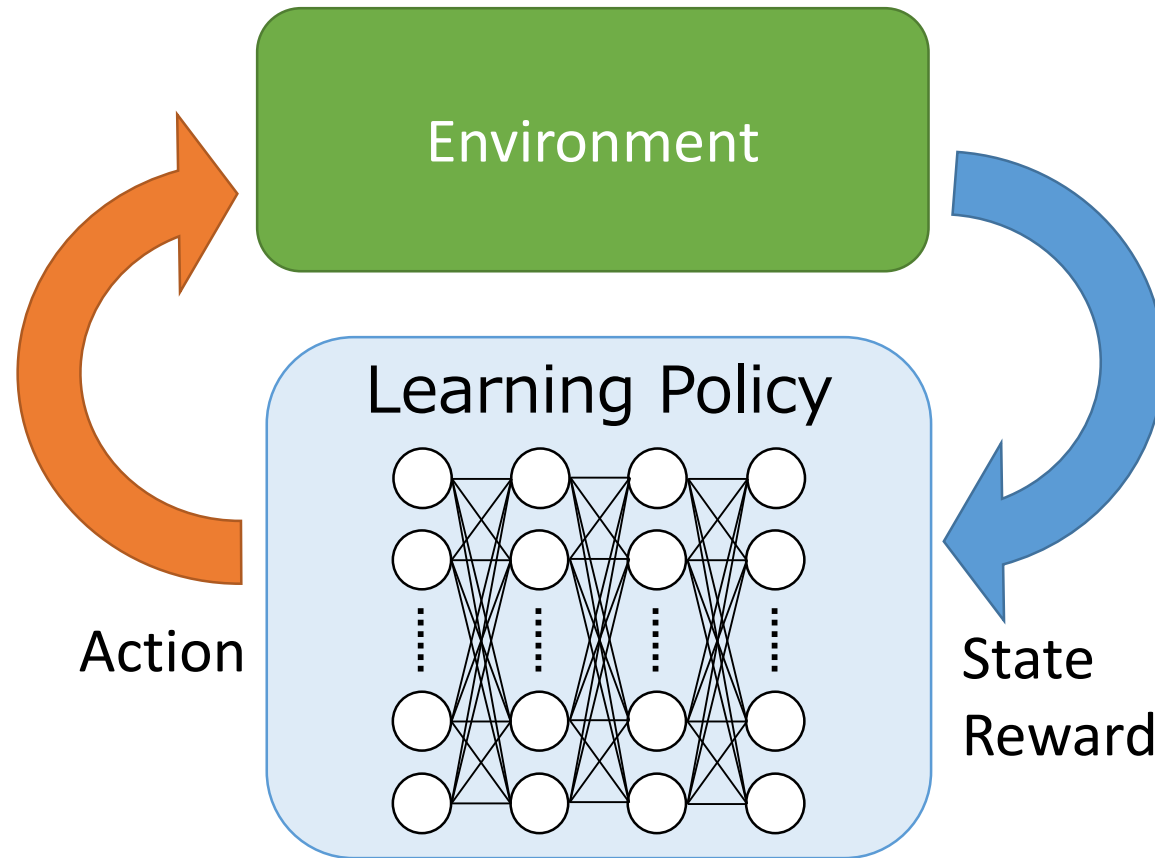 Environment
Learning Policy
Action
State
Reward